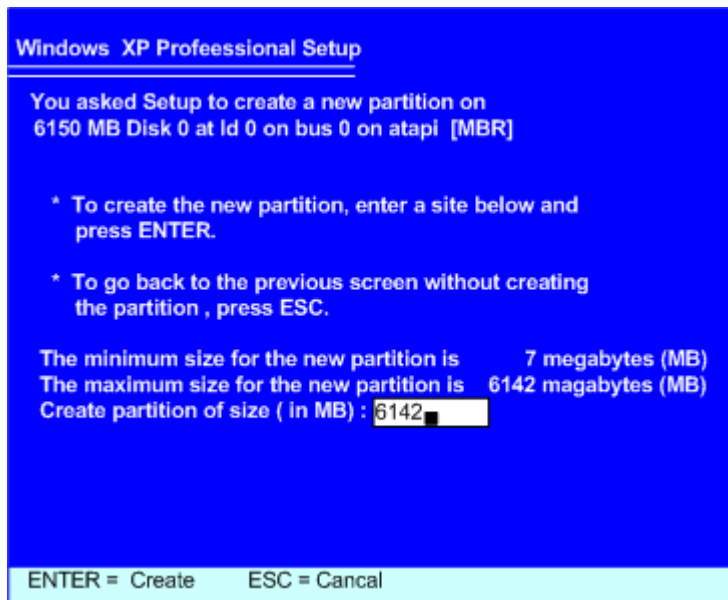 Windows XP Profeessional Setup
You asked Setup to create a new partition on
6150 MB Disk 0 at Id 0 on bus 0 on atapi [MBR]
* To create the new partition, enter a site below and
press ENTER.
* To go back to the previous screen without creating
the partition , press ESC.
The minimum size for the new partition is 7 megabytes (MB)
The maximum size for the new partition is 6142 magabytes (MB)
Create partition of size ( in MB) : 6142
ENTER = Create ESC = Cancal